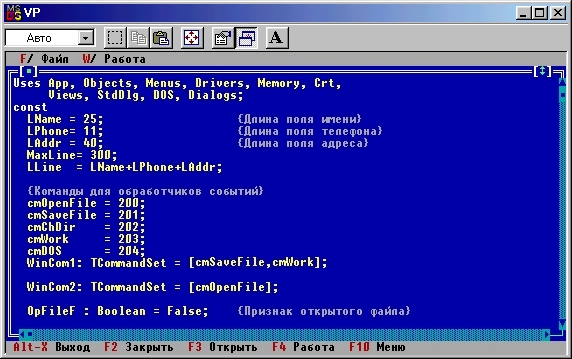 MS DOS VP
Авто
A
F/ Файл W/ Работа
Uses App, Objects, Menus, Drivers, Memory, Crt,
Views, StdDlg, DOS, Dialogs;
const
LName = 25; {Длина поля имени}
LPhone= 11; {Длина поля телефона}
LAddr = 40; {Длина поля адреса}
MaxLine= 300;
LLine = LName+LPhone+LAddr;
{Команды для обработчиков событий}
cmOpenFile = 200;
cmSaveFile = 201;
cmChDir = 202;
cmWork = 203;
cmDOS = 204;
WinCom1: TCommandSet = [cmSaveFile,cmWork];
WinCom2: TCommandSet = [cmOpenFile];
OpFileF : Boolean = False; {Признак открытого файла}
Alt-X Выход F2 Закрыть F3 Открыть F4 Работа F10 Меню